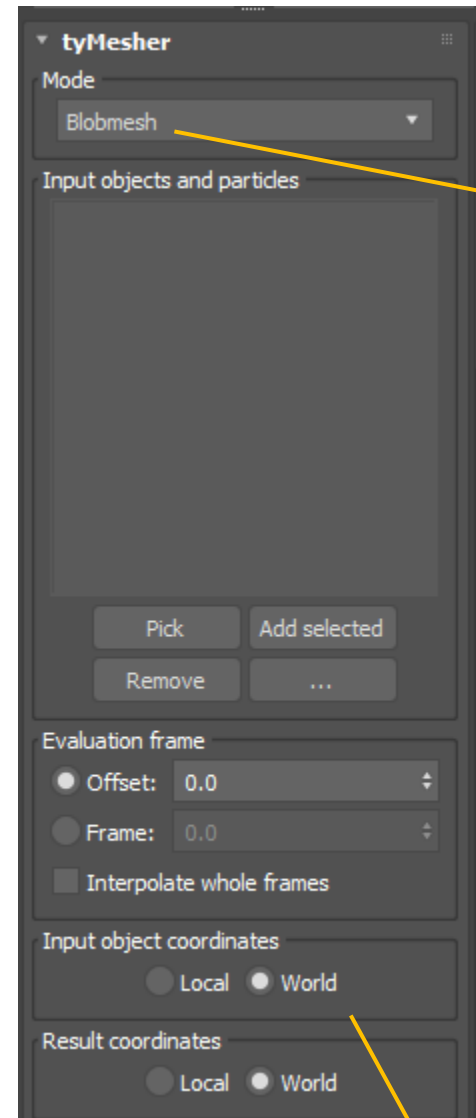 tyMesher
Mode
Blobmesh
Input objects and particles
Pick Add selected
Remove ...
Evaluation frame
Offset: 0.0
Frame: 0.0
Interpolate whole frames
Input object coordinates
Local World
Result coordinates
Local World